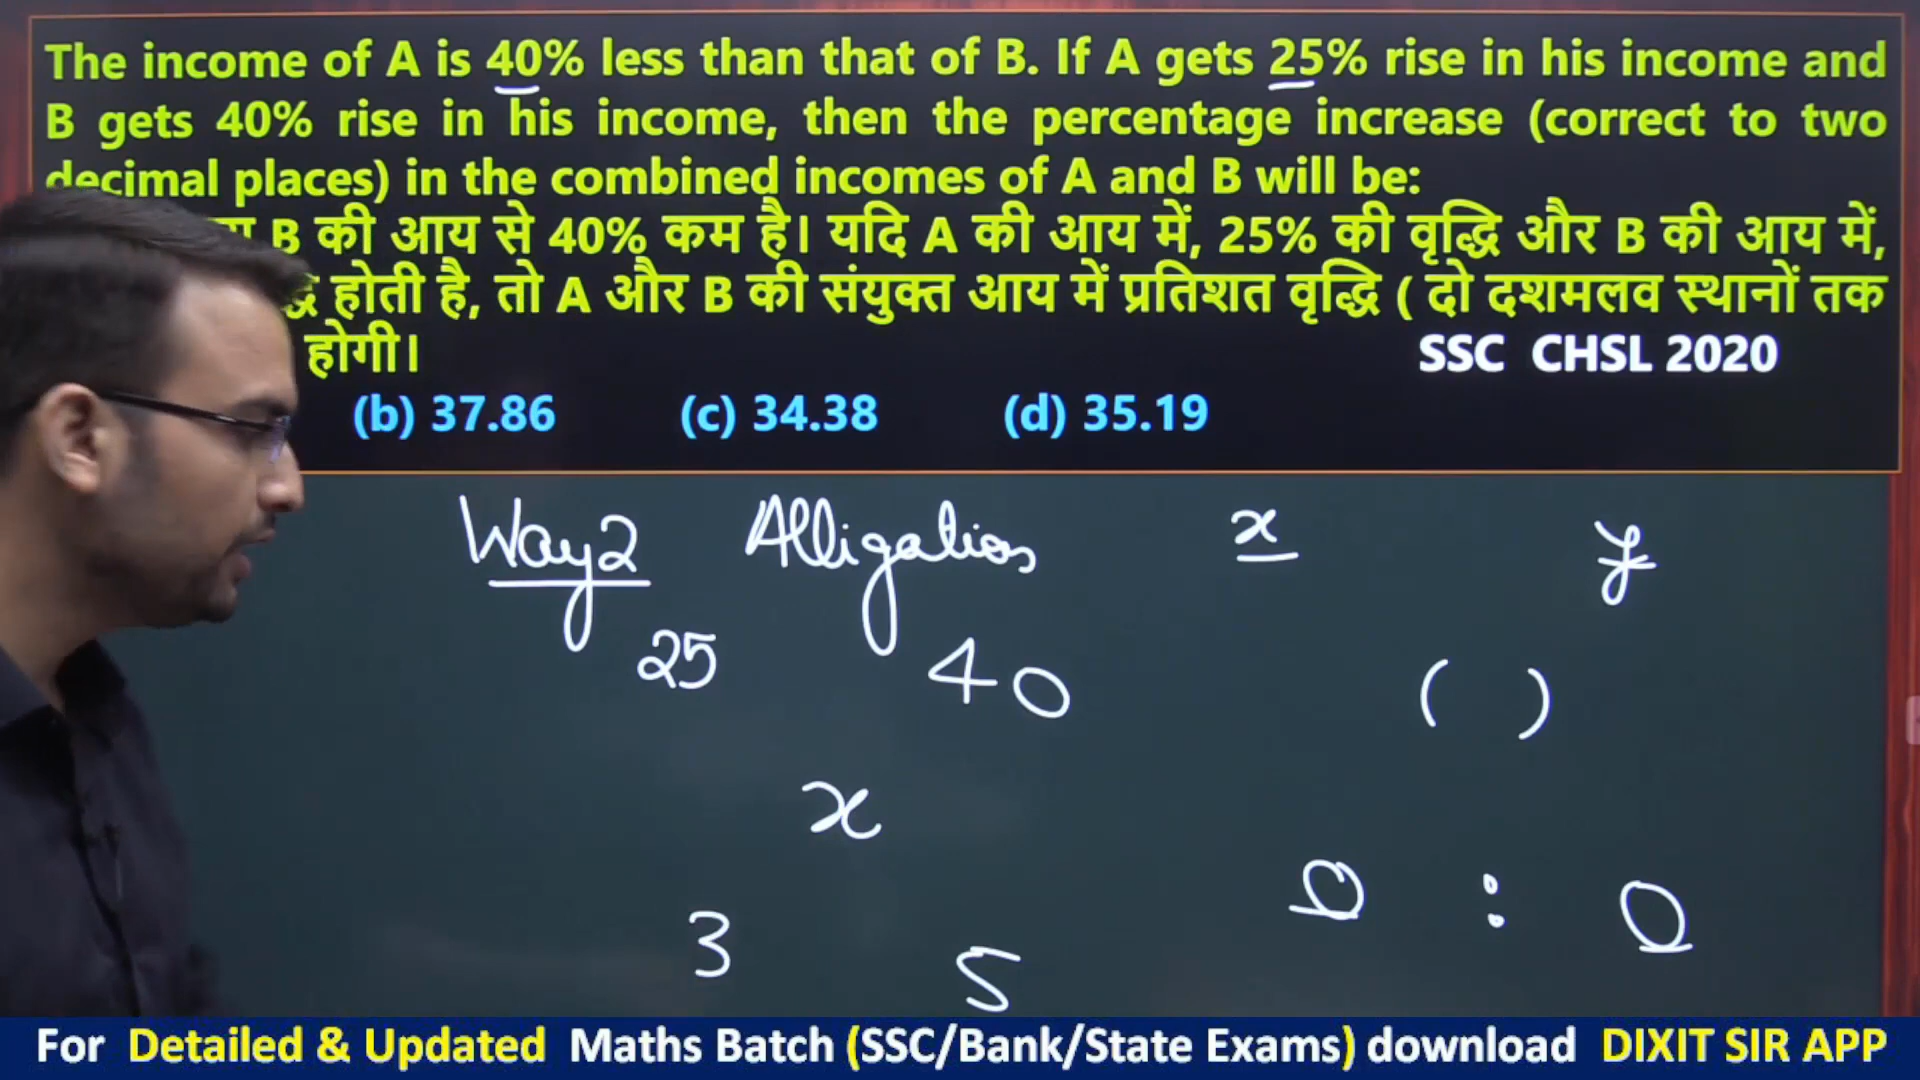 The income of A is 40% less than that of B. If A gets 25% rise in his income and
B gets 40% rise in his income, then the percentage increase (correct to two
decimal places) in the combined incomes of A and B will be:
B की आय से 40% कम है। यदि A की आय में, 25% की वृद्धि और B की आय में,
होती है, तो A और B की संयुक्त आय में प्रतिशत वृद्धि ( दो दशमलव स्थानों तक
होगी।
SSC CHSL 2020
(b) 37.86 (c) 34.38 (d) 35.19
Way2 Alligation x y
25 40 ( )
x
0 : 0
3 5
For Detailed & Updated Maths Batch (SSC/Bank/State Exams) download DIXIT SIR APP